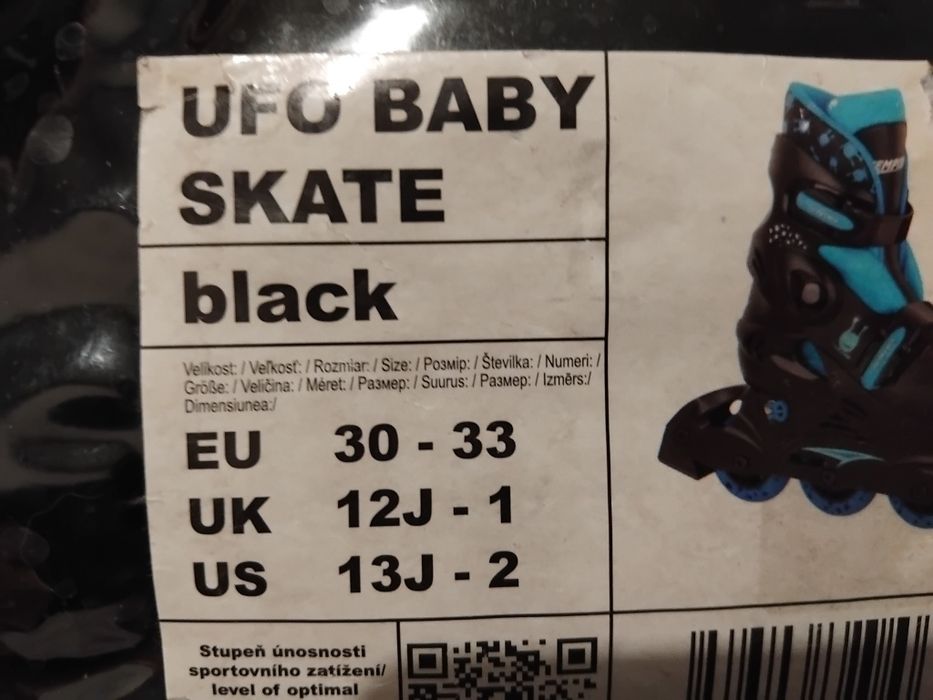 UFO BABY
SKATE
black
Velikost: / Veľkosť: / Rozmiar: / Size: / Розмір: / Številka: / Numeri: /
Größe: / Veličina: / Méret: / Размер: / Suurus: / Размер: / Izmērs:/
Dimensiunea:/
EU 30 - 33
UK 12J - 1
US 13J - 2
Stupeň únosnosti
sportovního zatížení/
level of optimal